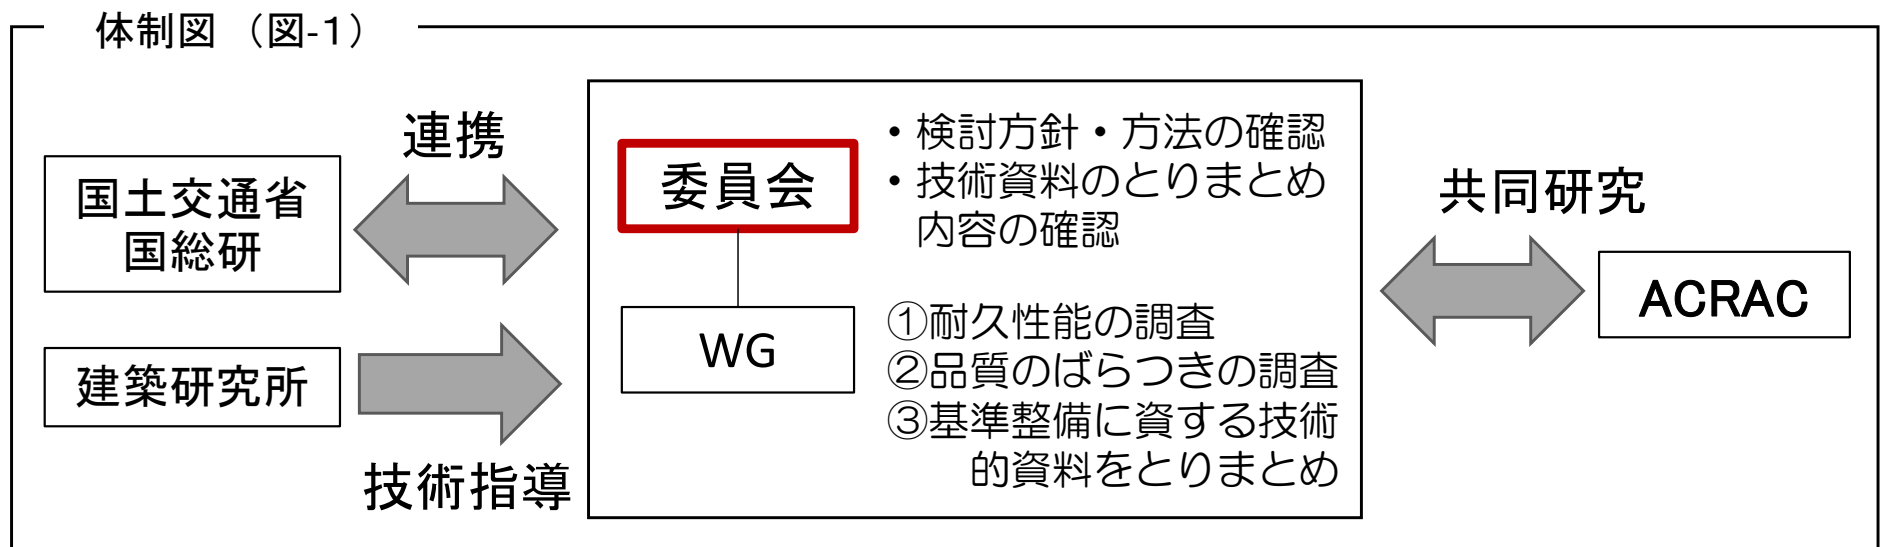 体制図（図-1）
連携
国土交通省
国総研
建築研究所
技術指導
委員会
・検討方針・方法の確認
・技術資料のとりまとめ
内容の確認
WG
①耐久性能の調査
②品質のばらつきの調査
③基準整備に資する技術
的資料をとりまとめ
共同研究
ACRAC